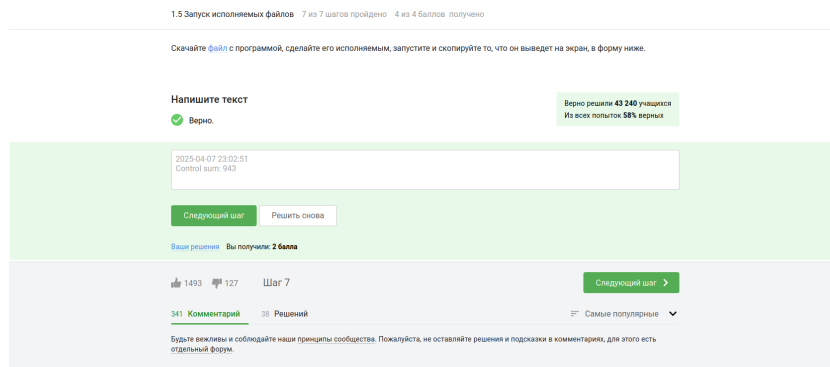 1.5 Запуск исполняемых файлов 7 из 7 шагов пройдено 4 из 4 баллов получено
Скачайте файл с программой, сделайте его исполняемым, запустите и скопируйте то, что он выведет на экран, в форму ниже.
Напишите текст
Верно.
Верно решили 43 240 учащихся
Из всех попыток 58% верных
2025-04-07 23:02:51
Control sum: 943
Следующий шаг Решить снова
Ваши решения Вы получили: 2 балла
1493 127 Шаг 7 Следующий шаг
341 Комментарий 38 Решений Самые популярные
Будьте вежливы и соблюдайте наши принципы сообщества. Пожалуйста, не оставляйте решения и подсказки в комментариях, для этого есть
отдельный форум.